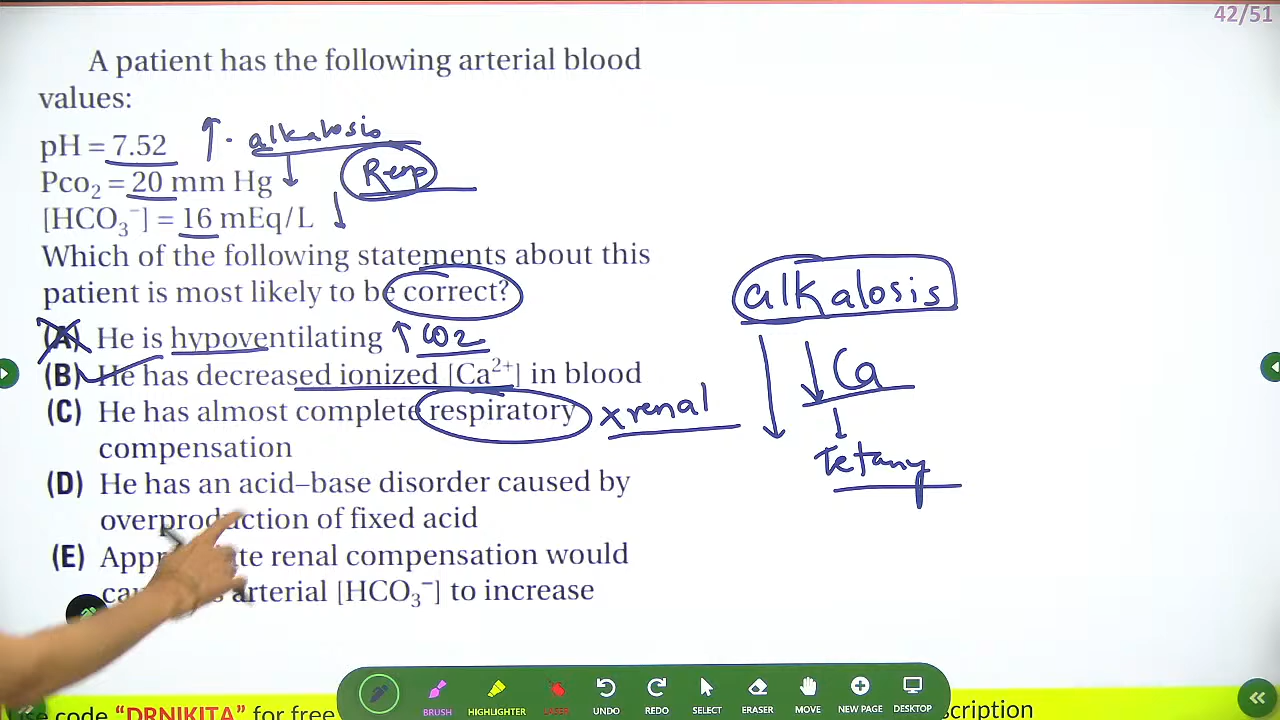 42/51
A patient has the following arterial blood
values:
pH = 7.52 ↑ · alkalosis
Pco₂ = 20 mm Hg ↓ Resp
[HCO₃⁻] = 16 mEq/L ↓
Which of the following statements about this
patient is most likely to be correct?
(A) He is hypoventilating ↑ CO2
(B) He has decreased ionized [Ca²⁺] in blood
(C) He has almost complete respiratory x renal
compensation
(D) He has an acid–base disorder caused by
overproduction of fixed acid
(E) renal compensation would
arterial [HCO₃⁻] to increase
alkalosis
↓ ↓ Ca
↓
Tetany
BRUSH HIGHLIGHTER LASER UNDO REDO SELECT ERASER MOVE NEW PAGE DESKTOP
use code “DRNIKITA” for free scription